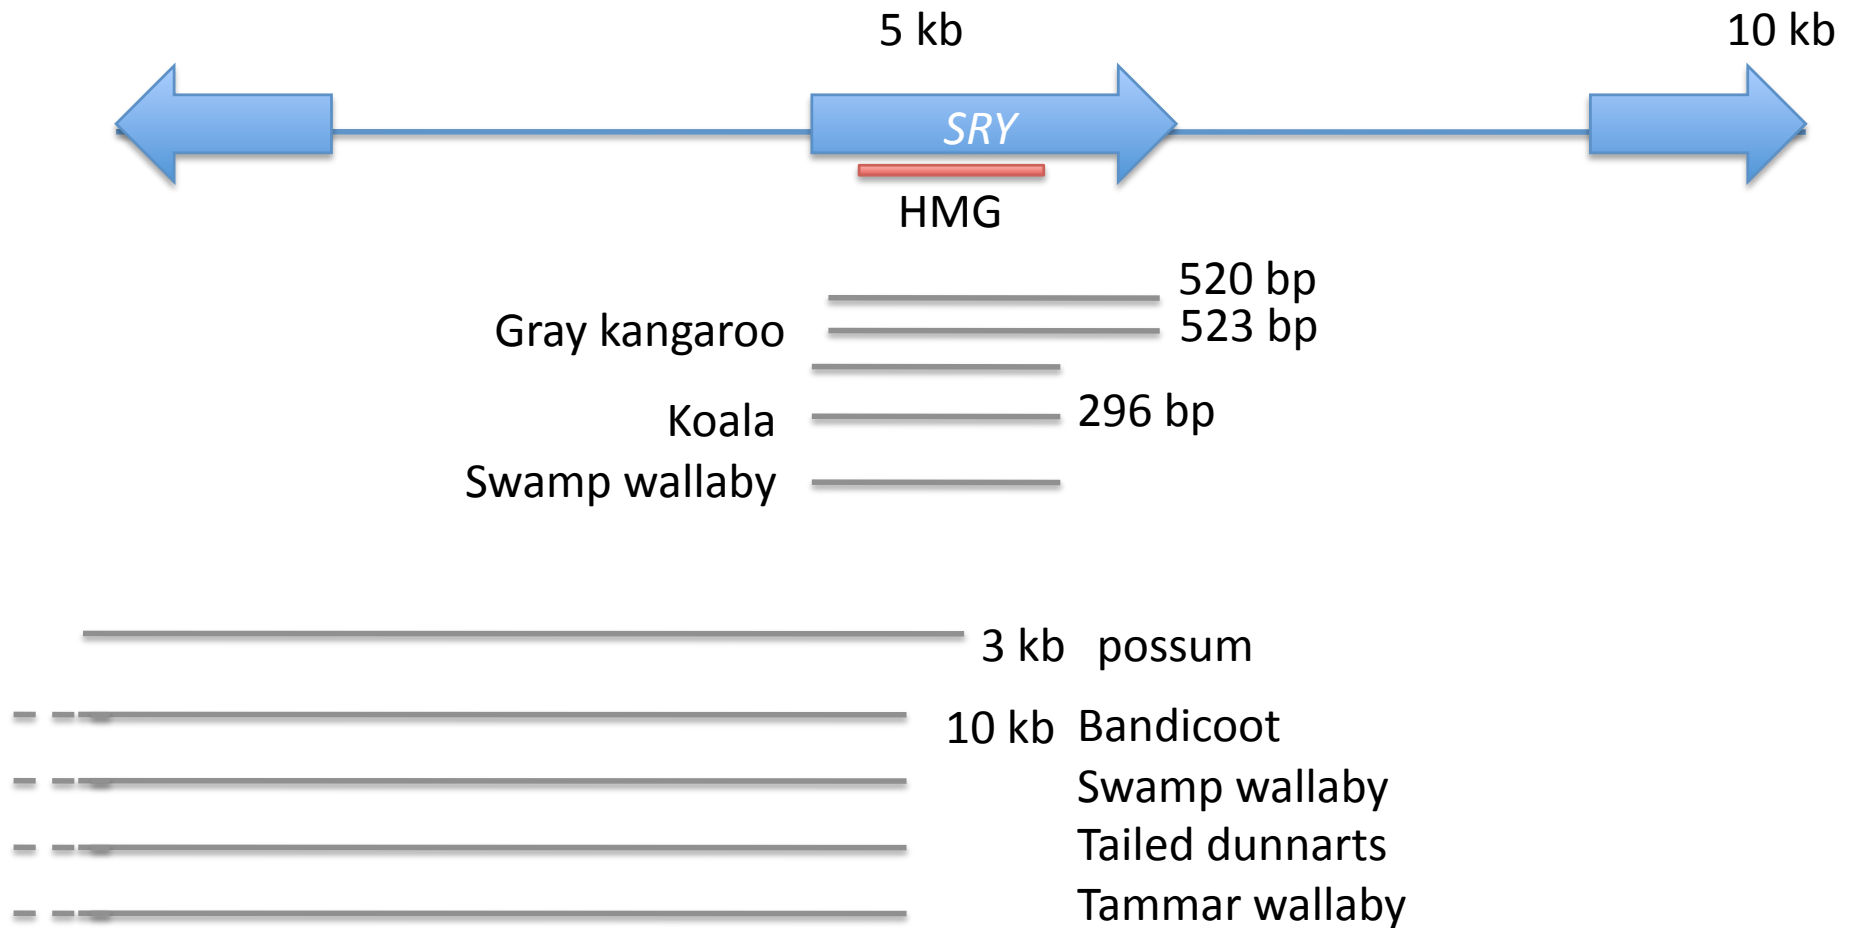 5 kb 10 kb
SRY
HMG
520 bp
Gray kangaroo 523 bp
Koala 296 bp
Swamp wallaby
3 kb possum
10 kb Bandicoot
Swamp wallaby
Tailed dunnarts
Tammar wallaby